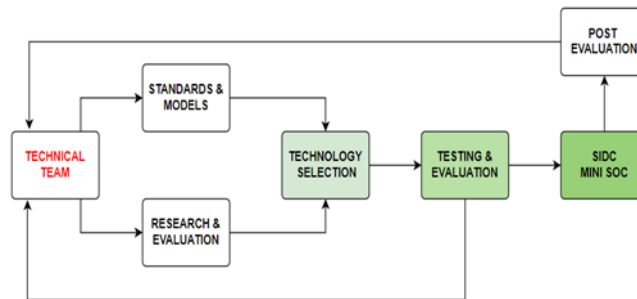 POST
EVALUATION
STANDARDS &
MODELS
TECHNICAL
TEAM
TECHNOLOGY
SELECTION
TESTING &
EVALUATION
SIDC
MINI SOC
RESEARCH &
EVALUATION